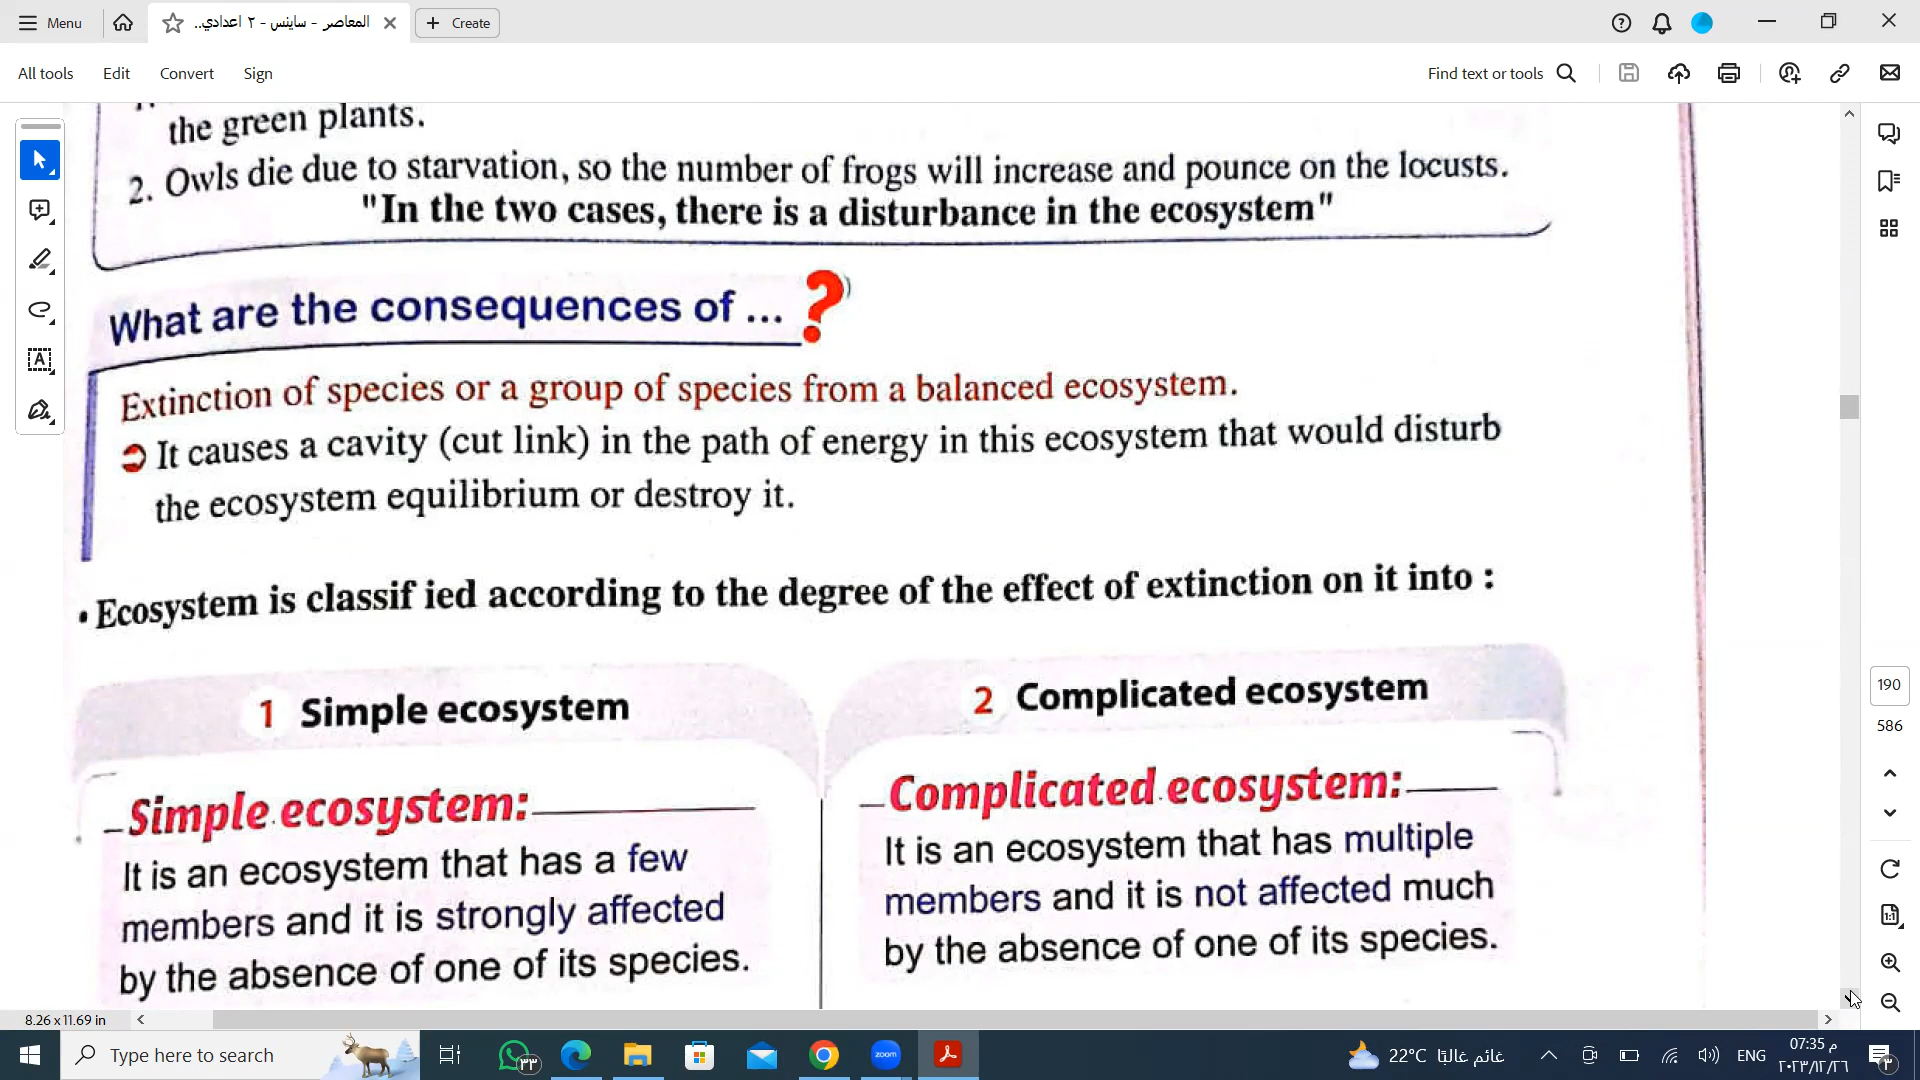 Menu
المعاصر - ساينس - ٢ اعدادي..
Create
All tools
Edit
Convert
Sign
Find text or tools
the green plants.
2. Owls die due to starvation, so the number of frogs will increase and pounce on the locusts.
"In the two cases, there is a disturbance in the ecosystem"
What are the consequences of ... ?
Extinction of species or a group of species from a balanced ecosystem.
It causes a cavity (cut link) in the path of energy in this ecosystem that would disturb
the ecosystem equilibrium or destroy it.
• Ecosystem is classif ied according to the degree of the effect of extinction on it into :
1 Simple ecosystem
2 Complicated ecosystem
Simple ecosystem:
It is an ecosystem that has a few
members and it is strongly affected
by the absence of one of its species.
Complicated ecosystem:
It is an ecosystem that has multiple
members and it is not affected much
by the absence of one of its species.
190
586
8.26 x 11.69 in
Type here to search
٣٣
zoom
22°C غائم غالبًا
ENG
07:35 م
٢٠٢٣/١٢/٢٦
٣